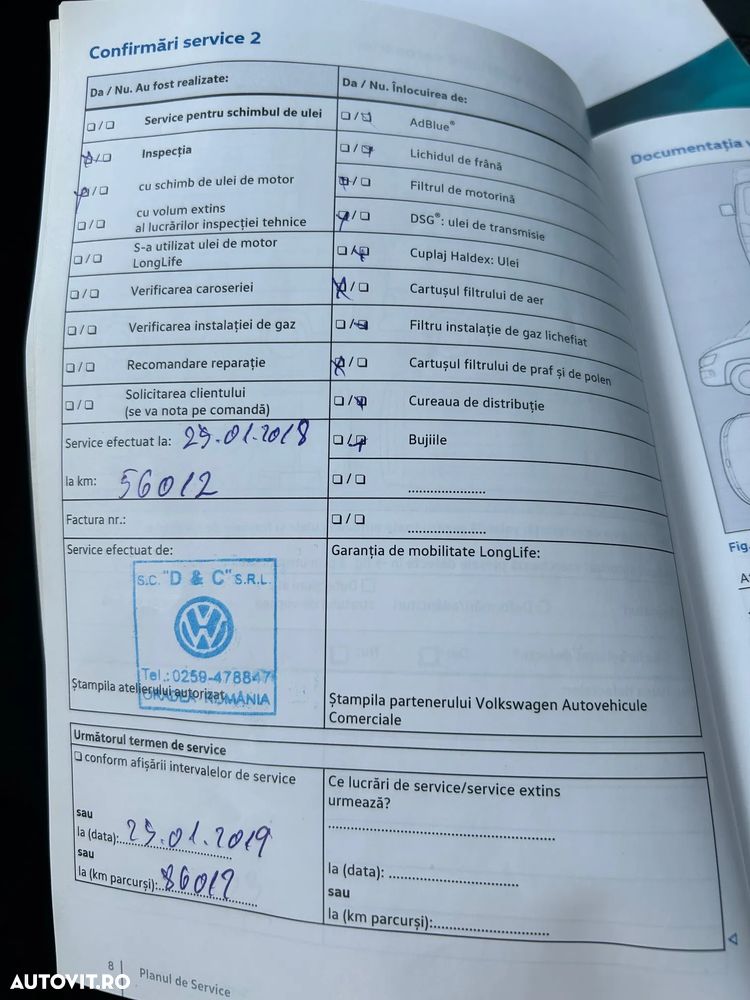 Confirmări service 2
Da / Nu. Au fost realizate:
❏ / ❏ Service pentru schimbul de ulei
❏ / ❏ Inspecția
❏ / ❏ cu schimb de ulei de motor
❏ / ❏ cu volum extins
al lucrărilor inspecției tehnice
❏ / ❏ S-a utilizat ulei de motor
LongLife
❏ / ❏ Verificarea caroseriei
❏ / ❏ Verificarea instalației de gaz
❏ / ❏ Recomandare reparație
❏ / ❏ Solicitarea clientului
(se va nota pe comandă)
Service efectuat la: 25.01.2018
la km: 56012
Factura nr.:
Service efectuat de:
S.C. "D & C" S.R.L.
Tel.:0259-478847
ORADEA-ROMÂNIA
Ștampila atelierului autorizat
Da / Nu. Înlocuirea de:
❏ / ❏ AdBlue®
❏ / ❏ Lichidul de frână
❏ / ❏ Filtrul de motorină
❏ / ❏ DSG®: ulei de transmisie
❏ / ❏ Cuplaj Haldex: Ulei
❏ / ❏ Cartușul filtrului de aer
❏ / ❏ Filtru instalație de gaz lichefiat
❏ / ❏ Cartușul filtrului de praf și de polen
❏ / ❏ Cureaua de distribuție
❏ / ❏ Bujiile
❏ / ❏ ......................
❏ / ❏ ......................
Garanția de mobilitate LongLife:
Ștampila partenerului Volkswagen Autovehicule
Comerciale
Următorul termen de service
❏ conform afișării intervalelor de service
sau
la (data): 25.01.2019
sau
la (km parcurși): 86012
Ce lucrări de service/service extins
urmează?
la (data): ......................
sau
la (km parcurși):......................
8 Planul de Service
Documentația
Fig.
AUTOVIT.RO